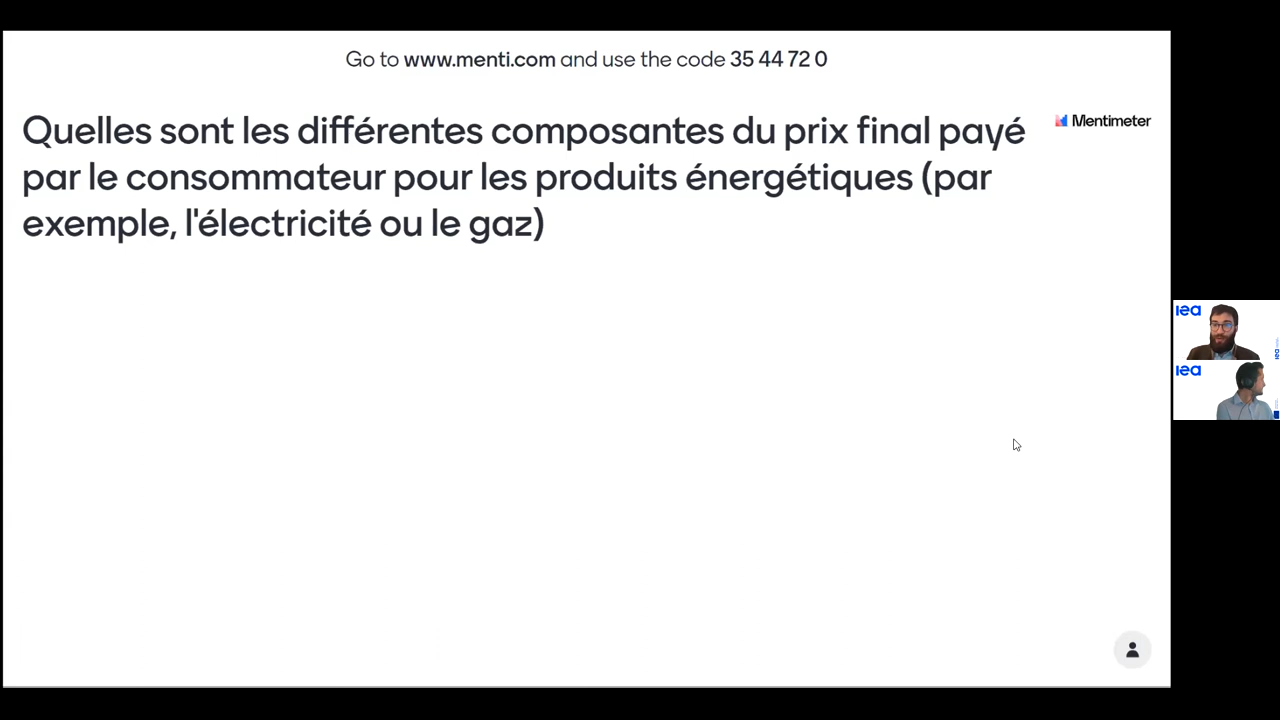 Go to www.menti.com and use the code 35 44 72 0
Quelles sont les différentes composantes du prix final payé
par le consommateur pour les produits énergétiques (par
exemple, l'électricité ou le gaz)
Mentimeter
iea
iea